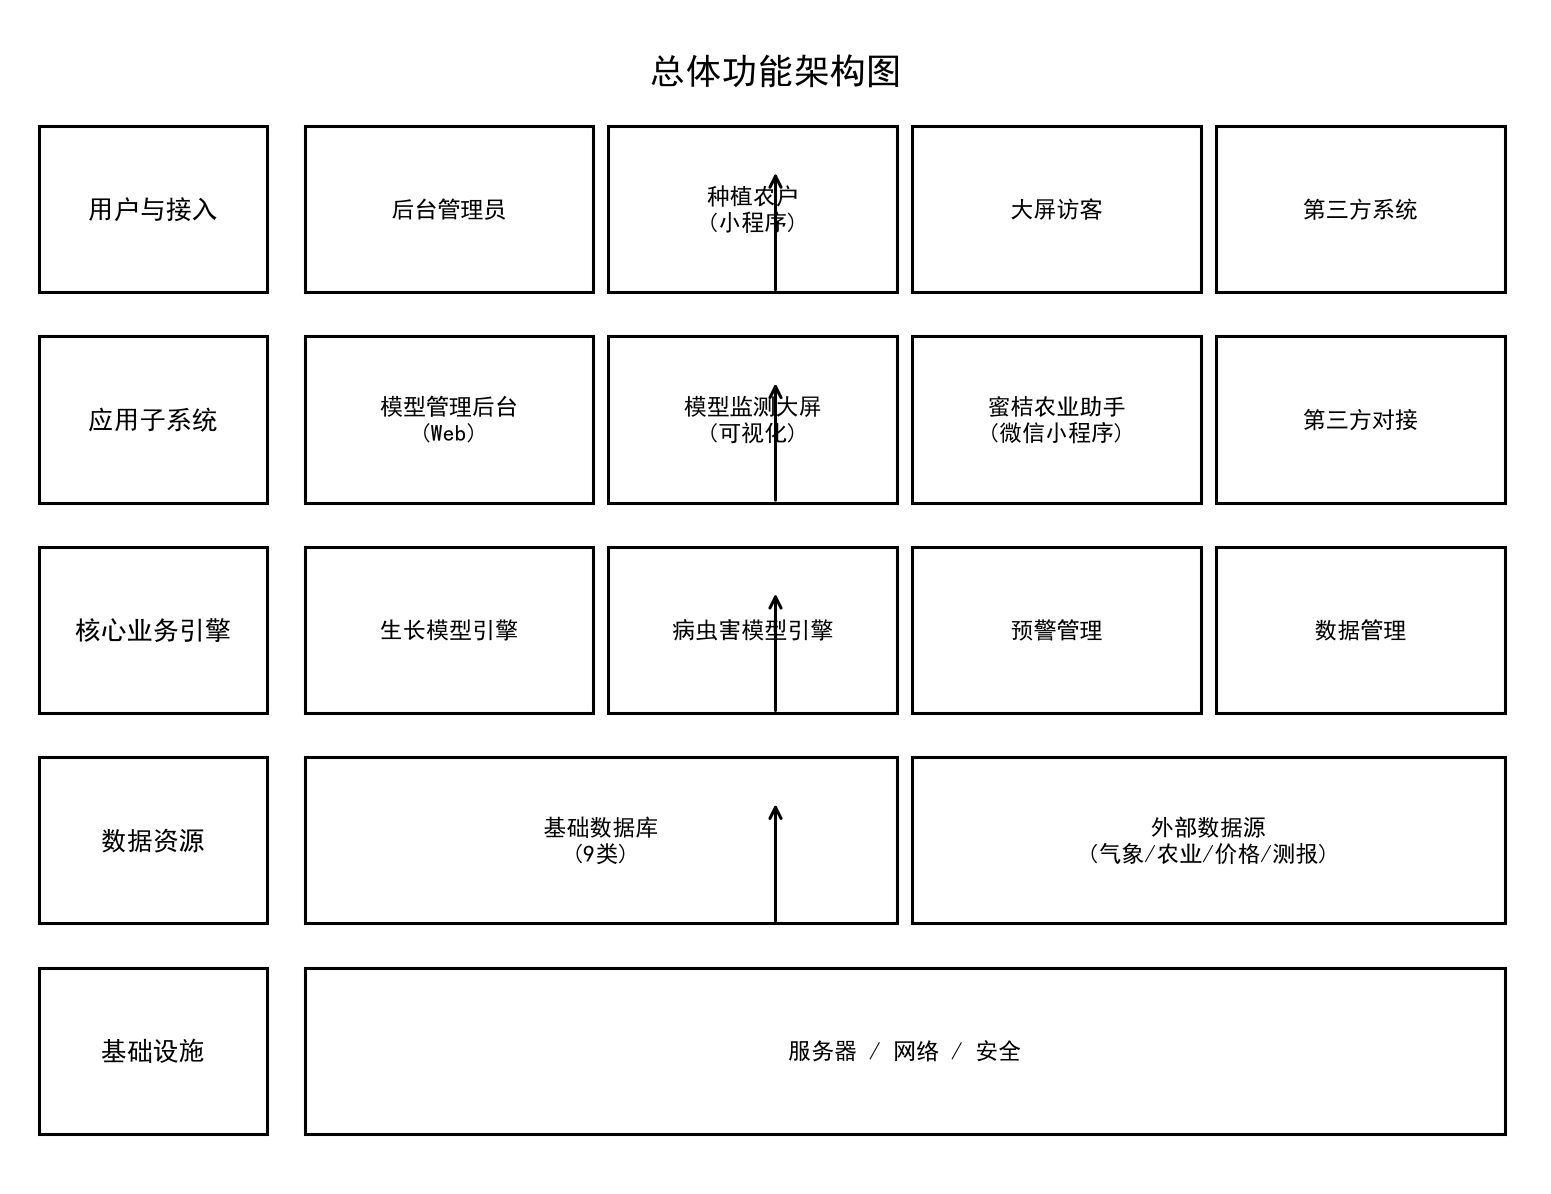 总体功能架构图
用户与接入
后台管理员
种植农户
（小程序）
大屏访客
第三方系统
应用子系统
模型管理后台
（Web）
模型监测大屏
（可视化）
蜜桔农业助手
（微信小程序）
第三方对接
核心业务引擎
生长模型引擎
病虫害模型引擎
预警管理
数据管理
数据资源
基础数据库
（9类）
外部数据源
（气象/农业/价格/测报）
基础设施
服务器 / 网络 / 安全